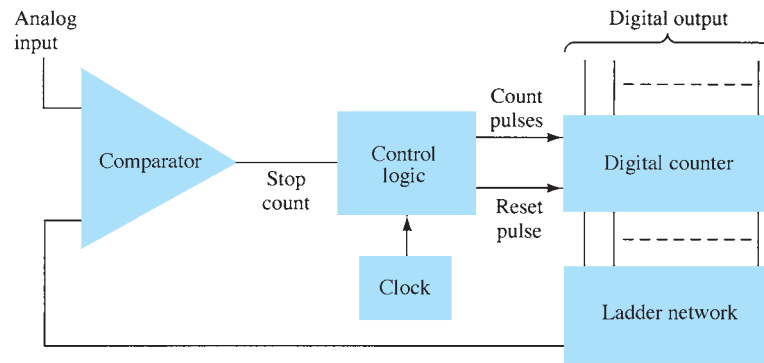 Analog
input
Digital output
Comparator
Stop
count
Control
logic
Count
pulses
Reset
pulse
Digital counter
Clock
Ladder network